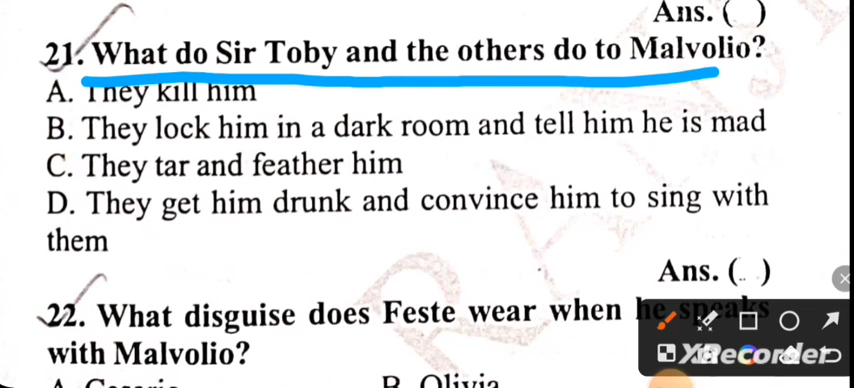 Ans. ( )
21. What do Sir Toby and the others do to Malvolio?
A. They kill him
B. They lock him in a dark room and tell him he is mad
C. They tar and feather him
D. They get him drunk and convince him to sing with
them
Ans. ( )
22. What disguise does Feste wear when he speaks
with Malvolio?
B. Olivia
XRecorder